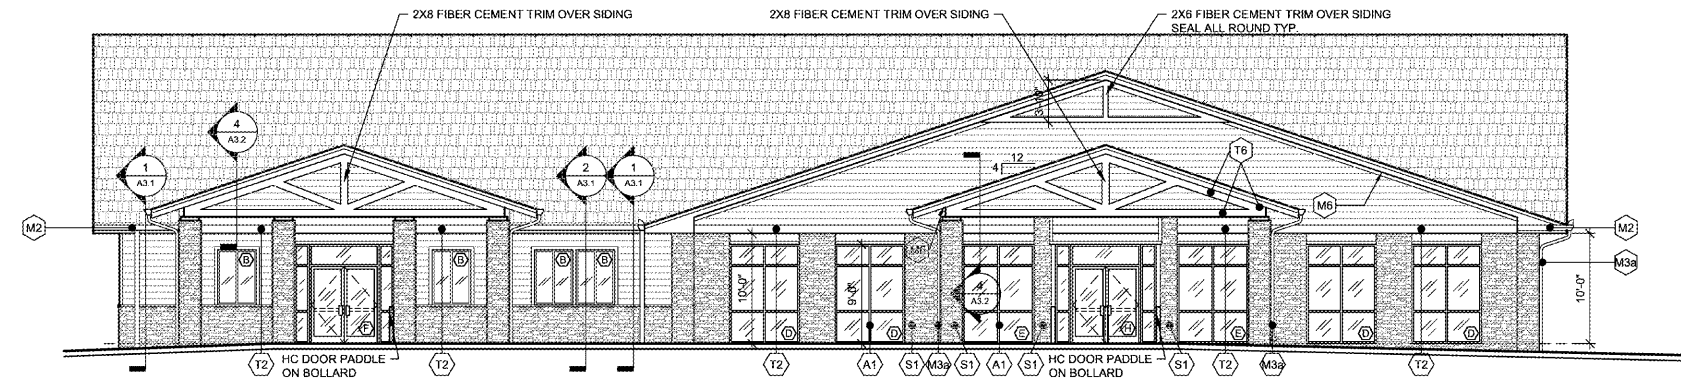 2X8 FIBER CEMENT TRIM OVER SIDING
2X8 FIBER CEMENT TRIM OVER SIDING
2X6 FIBER CEMENT TRIM OVER SIDING
SEAL ALL ROUND TYP.
4
A3.2
1
A3.1
2
A3.1
1
A3.1
12
4
T6
M6
M2
M2
M3a
B
B
B
B
10'-0"
9'-0"
10'-0"
4
A3.2
F
D
D
E
H
E
D
D
HC DOOR PADDLE
ON BOLLARD
HC DOOR PADDLE
ON BOLLARD
T2
T2
T2
A1
S1
M3a
S1
A1
S1
S1
T2
M3a
T2